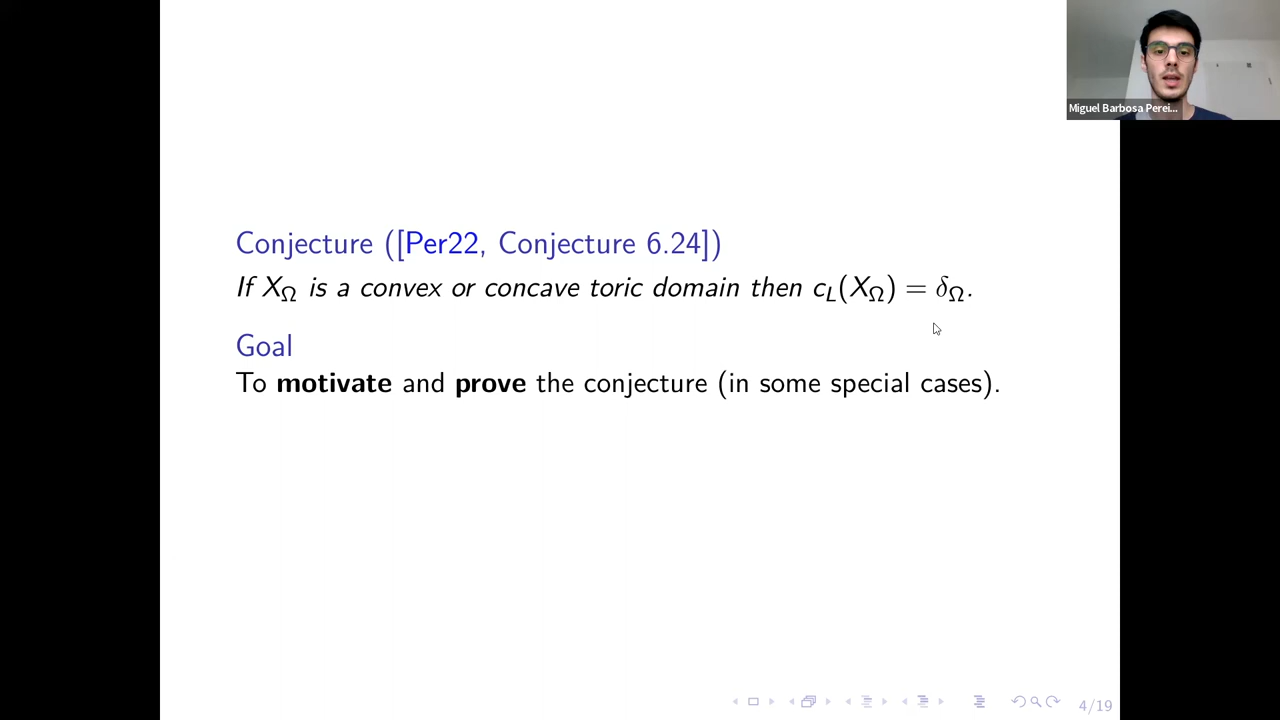 Miguel Barbosa Perei...
Conjecture ([Per22, Conjecture 6.24])
If X_Ω is a convex or concave toric domain then c_L(X_Ω) = δ_Ω.
Goal
To motivate and prove the conjecture (in some special cases).
4/19